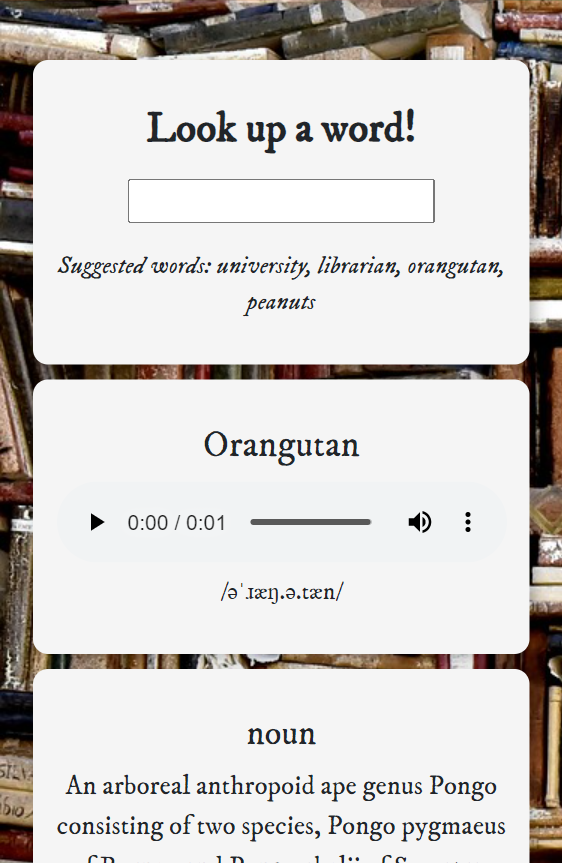 Look up a word!
Suggested words: university, librarian, orangutan,
peanuts
Orangutan
0:00 / 0:01
/əˈɹæŋ.ə.tæn/
noun
An arboreal anthropoid ape genus Pongo
consisting of two species, Pongo pygmaeus